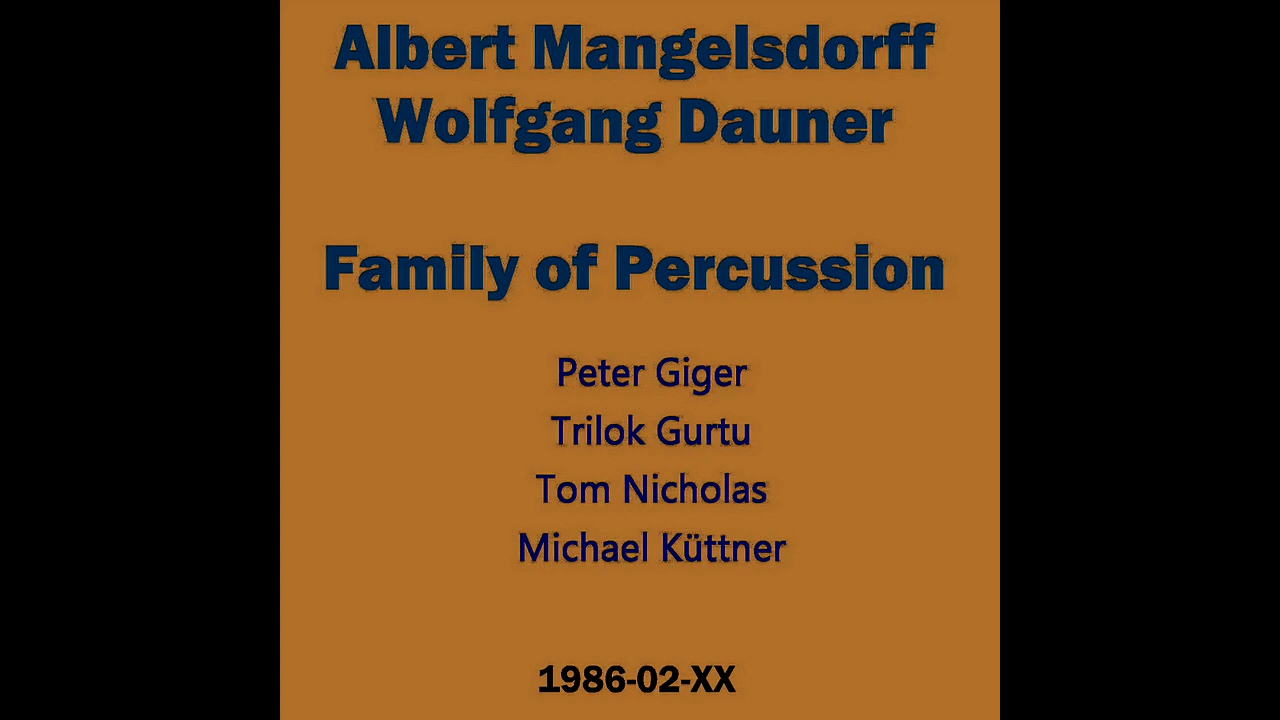 Albert Mangelsdorff
Wolfgang Dauner
Family of Percussion
Peter Giger
Trilok Gurtu
Tom Nicholas
Michael Küttner
1986-02-XX